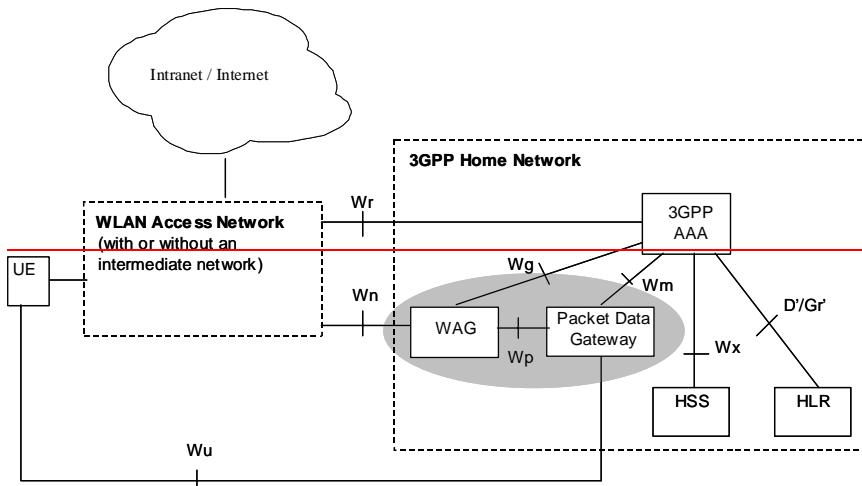 Intranet / Internet
3GPP Home Network
WLAN Access Network
(with or without an
intermediate network)
Wr
3GPP
AAA
UE
Wg
Wm
Wn
WAG
Wp
Packet Data
Gateway
D'/Gr'
Wx
HSS
HLR
Wu